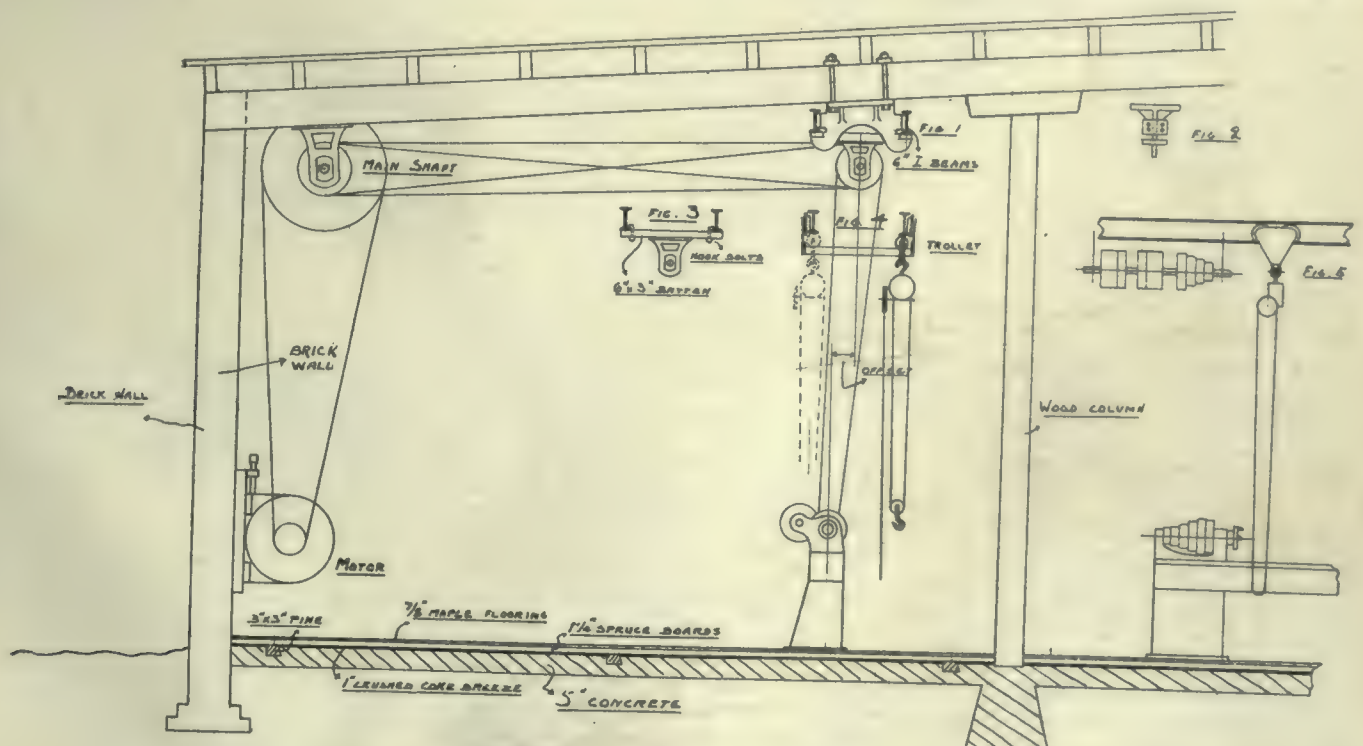 FIG. 1
FIG 2
MAIN SHAFT
6" I BEAMS
FIG. 3
FIG. 4
TROLLEY
HOOK BOLTS
FIG. 5
6"x3" BATTEN
BRICK
WALL
OFFSET
BRICK WALL
WOOD COLUMN
MOTOR
3"x3" PINE
7/8" MAPLE FLOORING
1 1/4" SPRUCE BOARDS
1" CRUSHED COKE BREEZE
5" CONCRETE